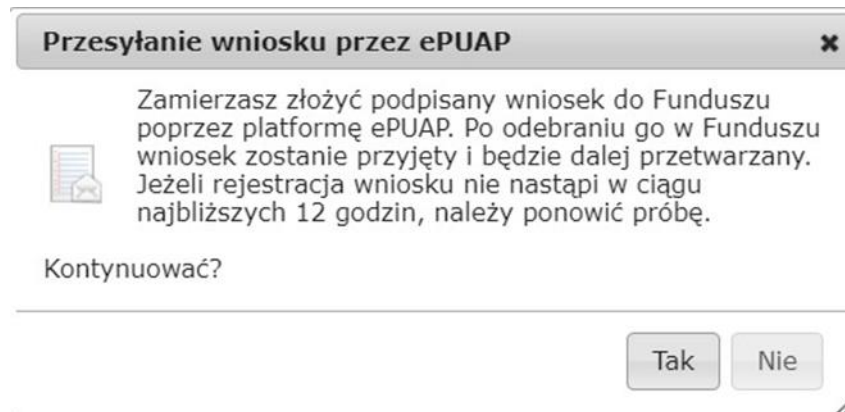 Przesyłanie wniosku przez ePUAP
Zamierzasz złożyć podpisany wniosek do Funduszu
poprzez platformę ePUAP. Po odebraniu go w Funduszu
wniosek zostanie przyjęty i będzie dalej przetwarzany.
Jeżeli rejestracja wniosku nie nastąpi w ciągu
najbliższych 12 godzin, należy ponowić próbę.
Kontynuować?
Tak Nie